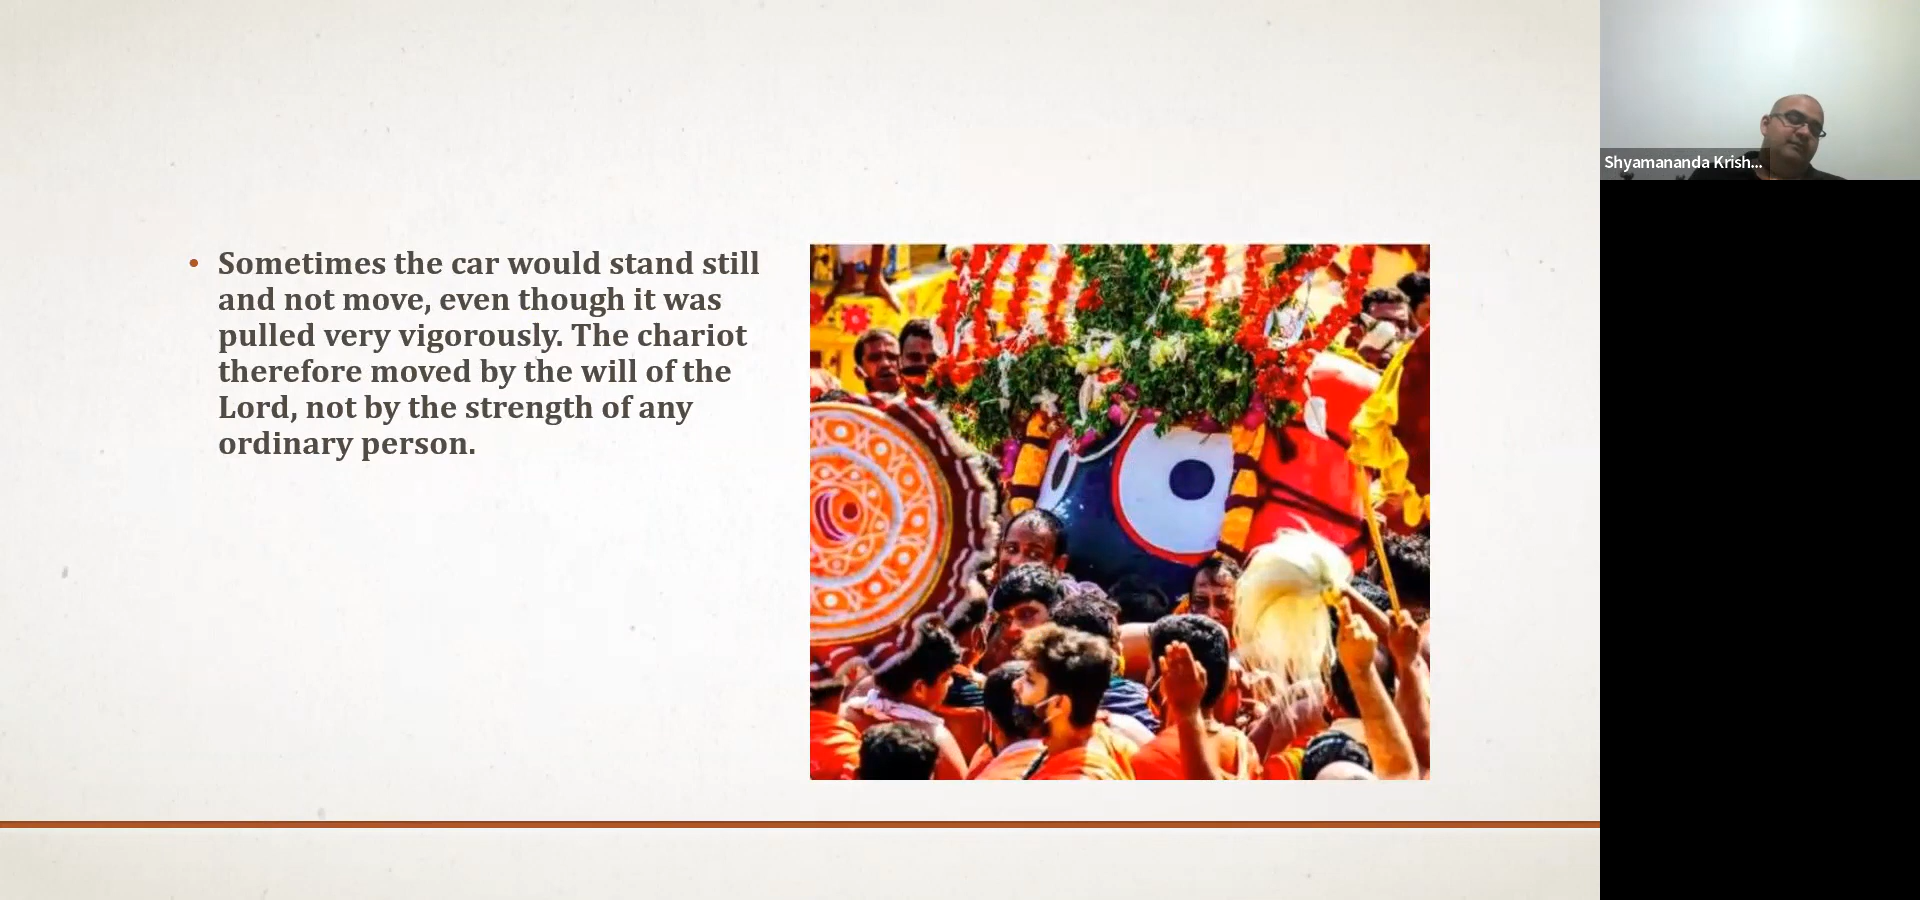 Sometimes the car would stand still
and not move, even though it was
pulled very vigorously. The chariot
therefore moved by the will of the
Lord, not by the strength of any
ordinary person.
Shyamananda Krish...